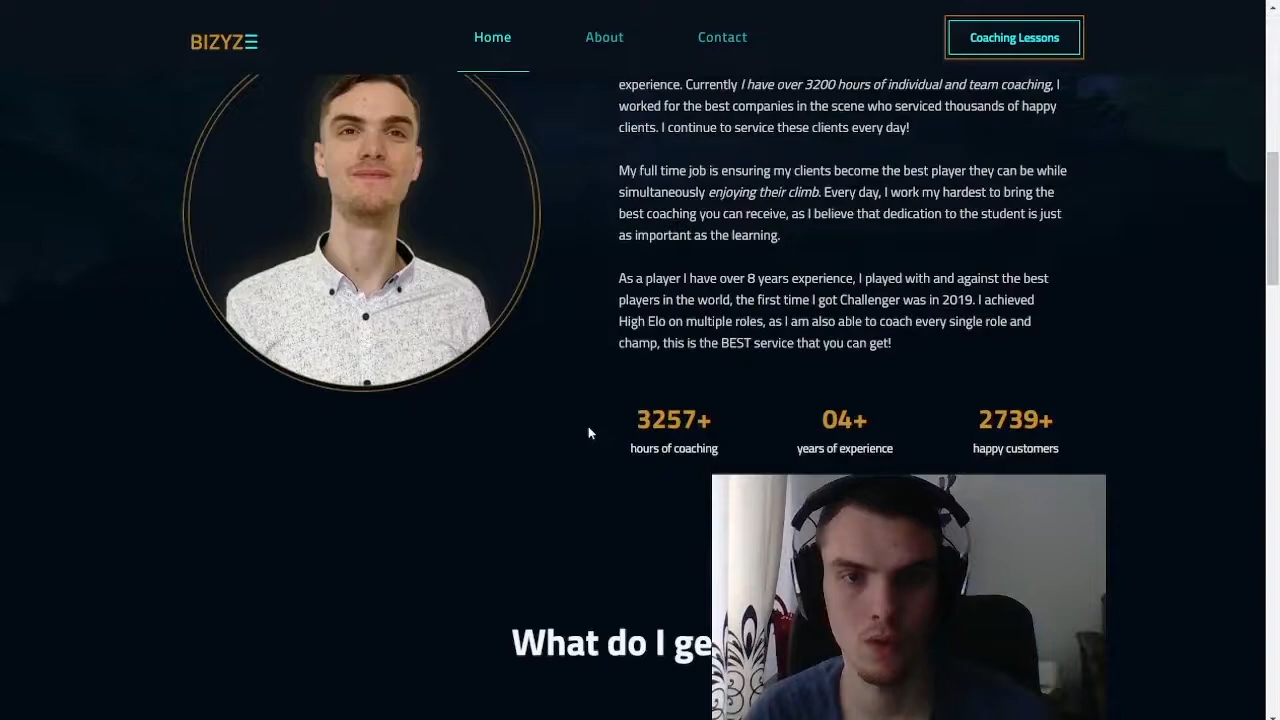 BIZYZE
Home
About
Contact
Coaching Lessons
experience. Currently I have over 3200 hours of individual and team coaching, I
worked for the best companies in the scene who serviced thousands of happy
clients. I continue to service these clients every day!
My full time job is ensuring my clients become the best player they can be while
simultaneously enjoying their climb. Every day, I work my hardest to bring the
best coaching you can receive, as I believe that dedication to the student is just
as important as the learning.
As a player I have over 8 years experience, I played with and against the best
players in the world, the first time I got Challenger was in 2019. I achieved
High Elo on multiple roles, as I am also able to coach every single role and
champ, this is the BEST service that you can get!
3257+
hours of coaching
04+
years of experience
2739+
happy customers
What do I ge